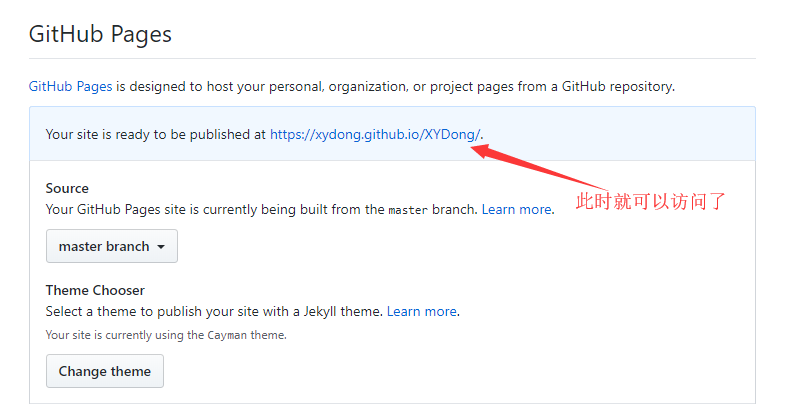 GitHub Pages
GitHub Pages is designed to host your personal, organization, or project pages from a GitHub repository.
Your site is ready to be published at https://xydong.github.io/XYDong/.
Source
Your GitHub Pages site is currently being built from the master branch. Learn more.
此时就可以访问了
master branch
Theme Chooser
Select a theme to publish your site with a Jekyll theme. Learn more.
Your site is currently using the Cayman theme.
Change theme